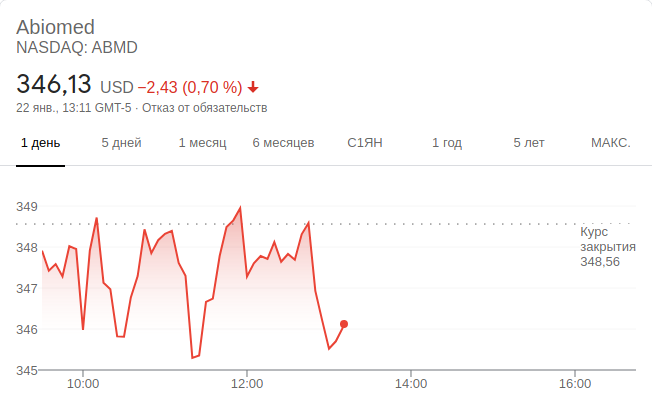 Abiomed
NASDAQ: ABMD
346,13 USD −2,43 (0,70 %)
22 янв., 13:11 GMT-5 · Отказ от обязательств
1 день 5 дней 1 месяц 6 месяцев С1ЯН 1 год 5 лет МАКС.
349
Курс
закрытия
348,56
348
347
346
345
10:00 12:00 14:00 16:00